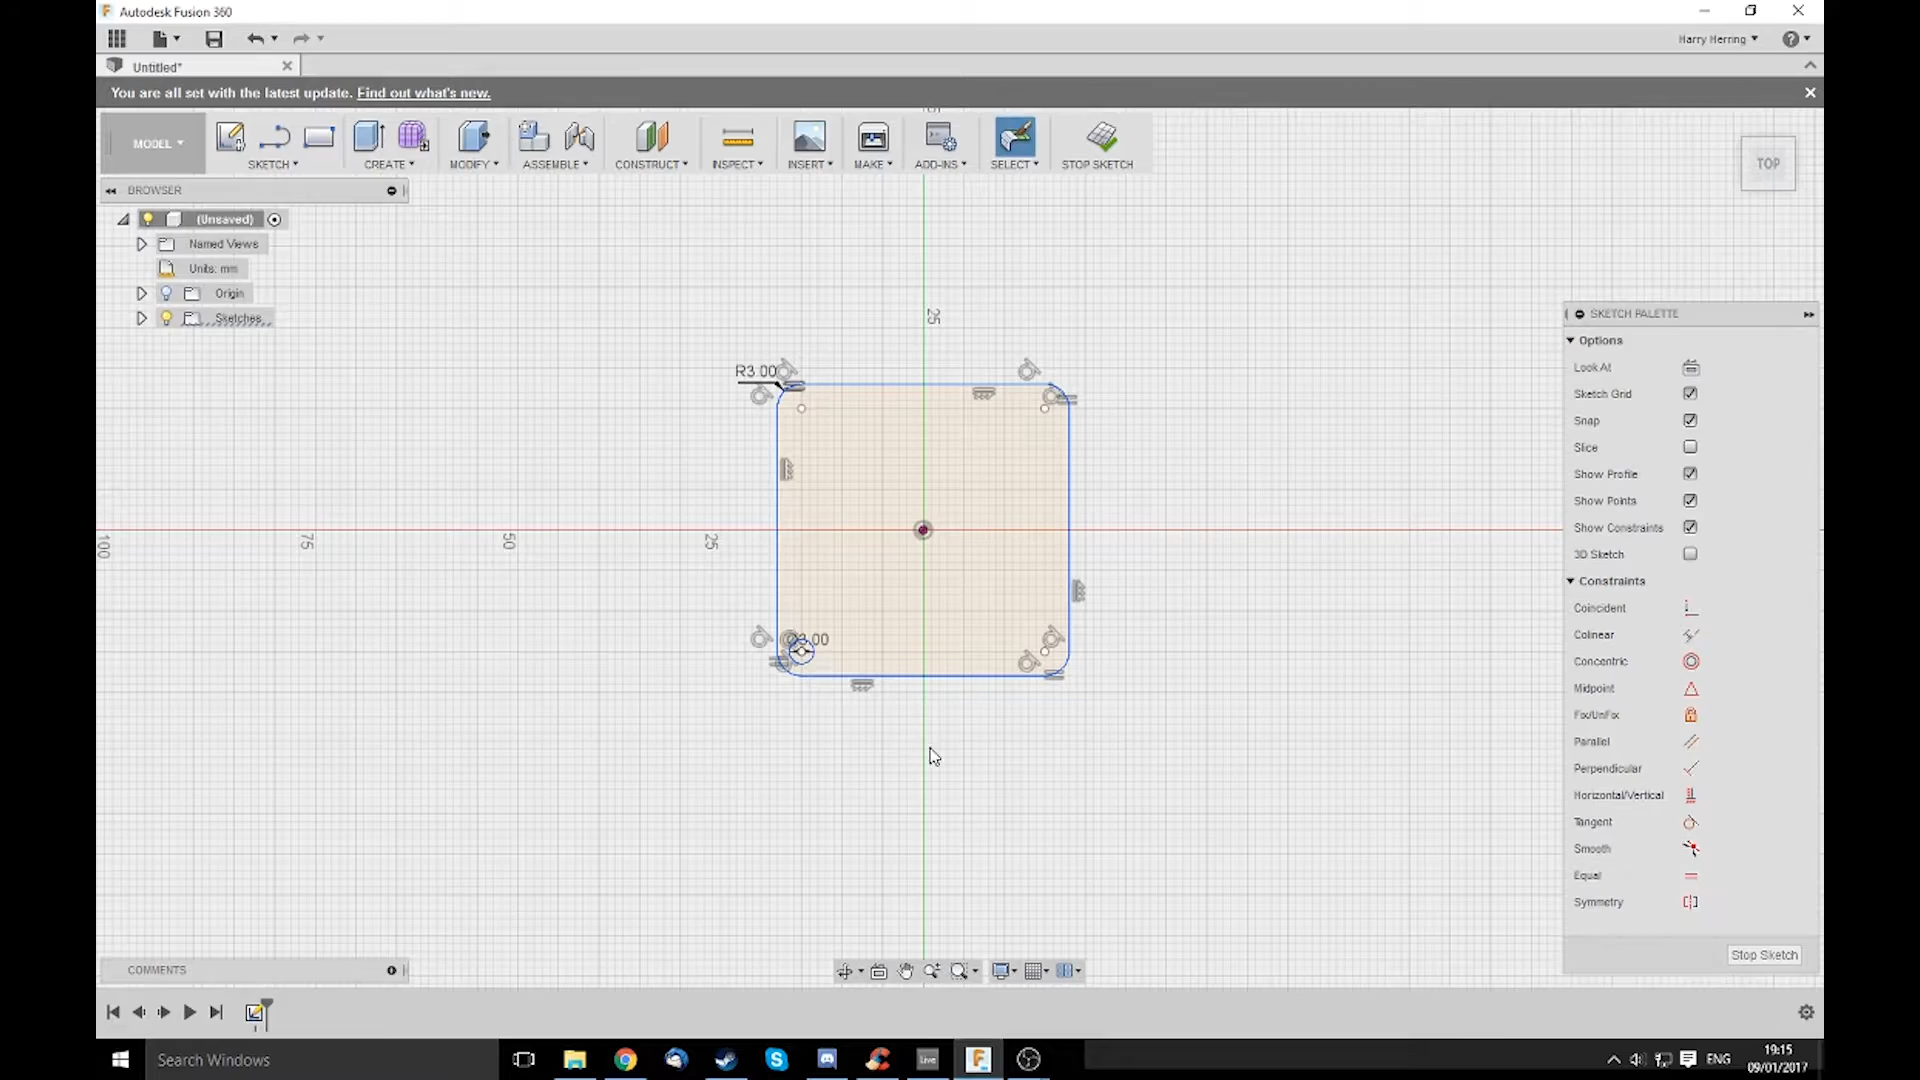 Autodesk Fusion 360
Harry Herring
Untitled*
You are all set with the latest update. Find out what's new.
MODEL
SKETCH
CREATE
MODIFY
ASSEMBLE
CONSTRUCT
INSPECT
INSERT
MAKE
ADD-INS
SELECT
STOP SKETCH
TOP
BROWSER
(Unsaved)
Named Views
Units: mm
Origin
Sketches
25
R3.00
100
75
50
25
SKETCH PALETTE
Options
Look At
Sketch Grid
Snap
Slice
Show Profile
Show Points
Show Constraints
3D Sketch
Constraints
Coincident
Colinear
Concentric
Midpoint
Fix/UnFix
Parallel
Perpendicular
Horizontal/Vertical
Tangent
Smooth
Equal
Symmetry
Stop Sketch
COMMENTS
Search Windows
Live
ENG
19:15
09/01/2017